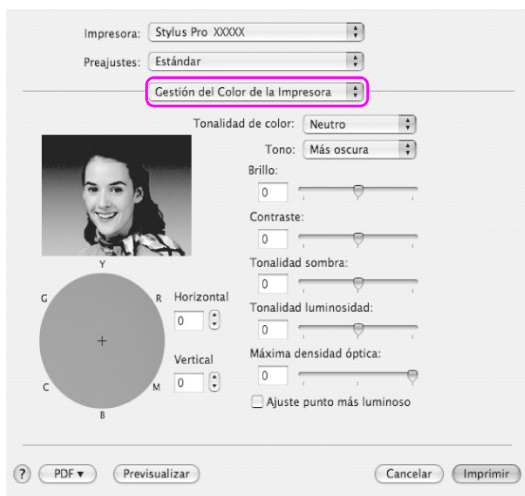 Impresora: Stylus Pro XXXXX
Preajustes: Estándar
Gestión del Color de la Impresora
Tonalidad de color: Neutro
Tono: Más oscura
Brillo:
0
Contraste:
0
Tonalidad sombra:
0
Tonalidad luminosidad:
0
Máxima densidad óptica:
0
Ajuste punto más luminoso
Y
G R
C M
B
Horizontal
0
Vertical
0
? PDF Previsualizar Cancelar Imprimir